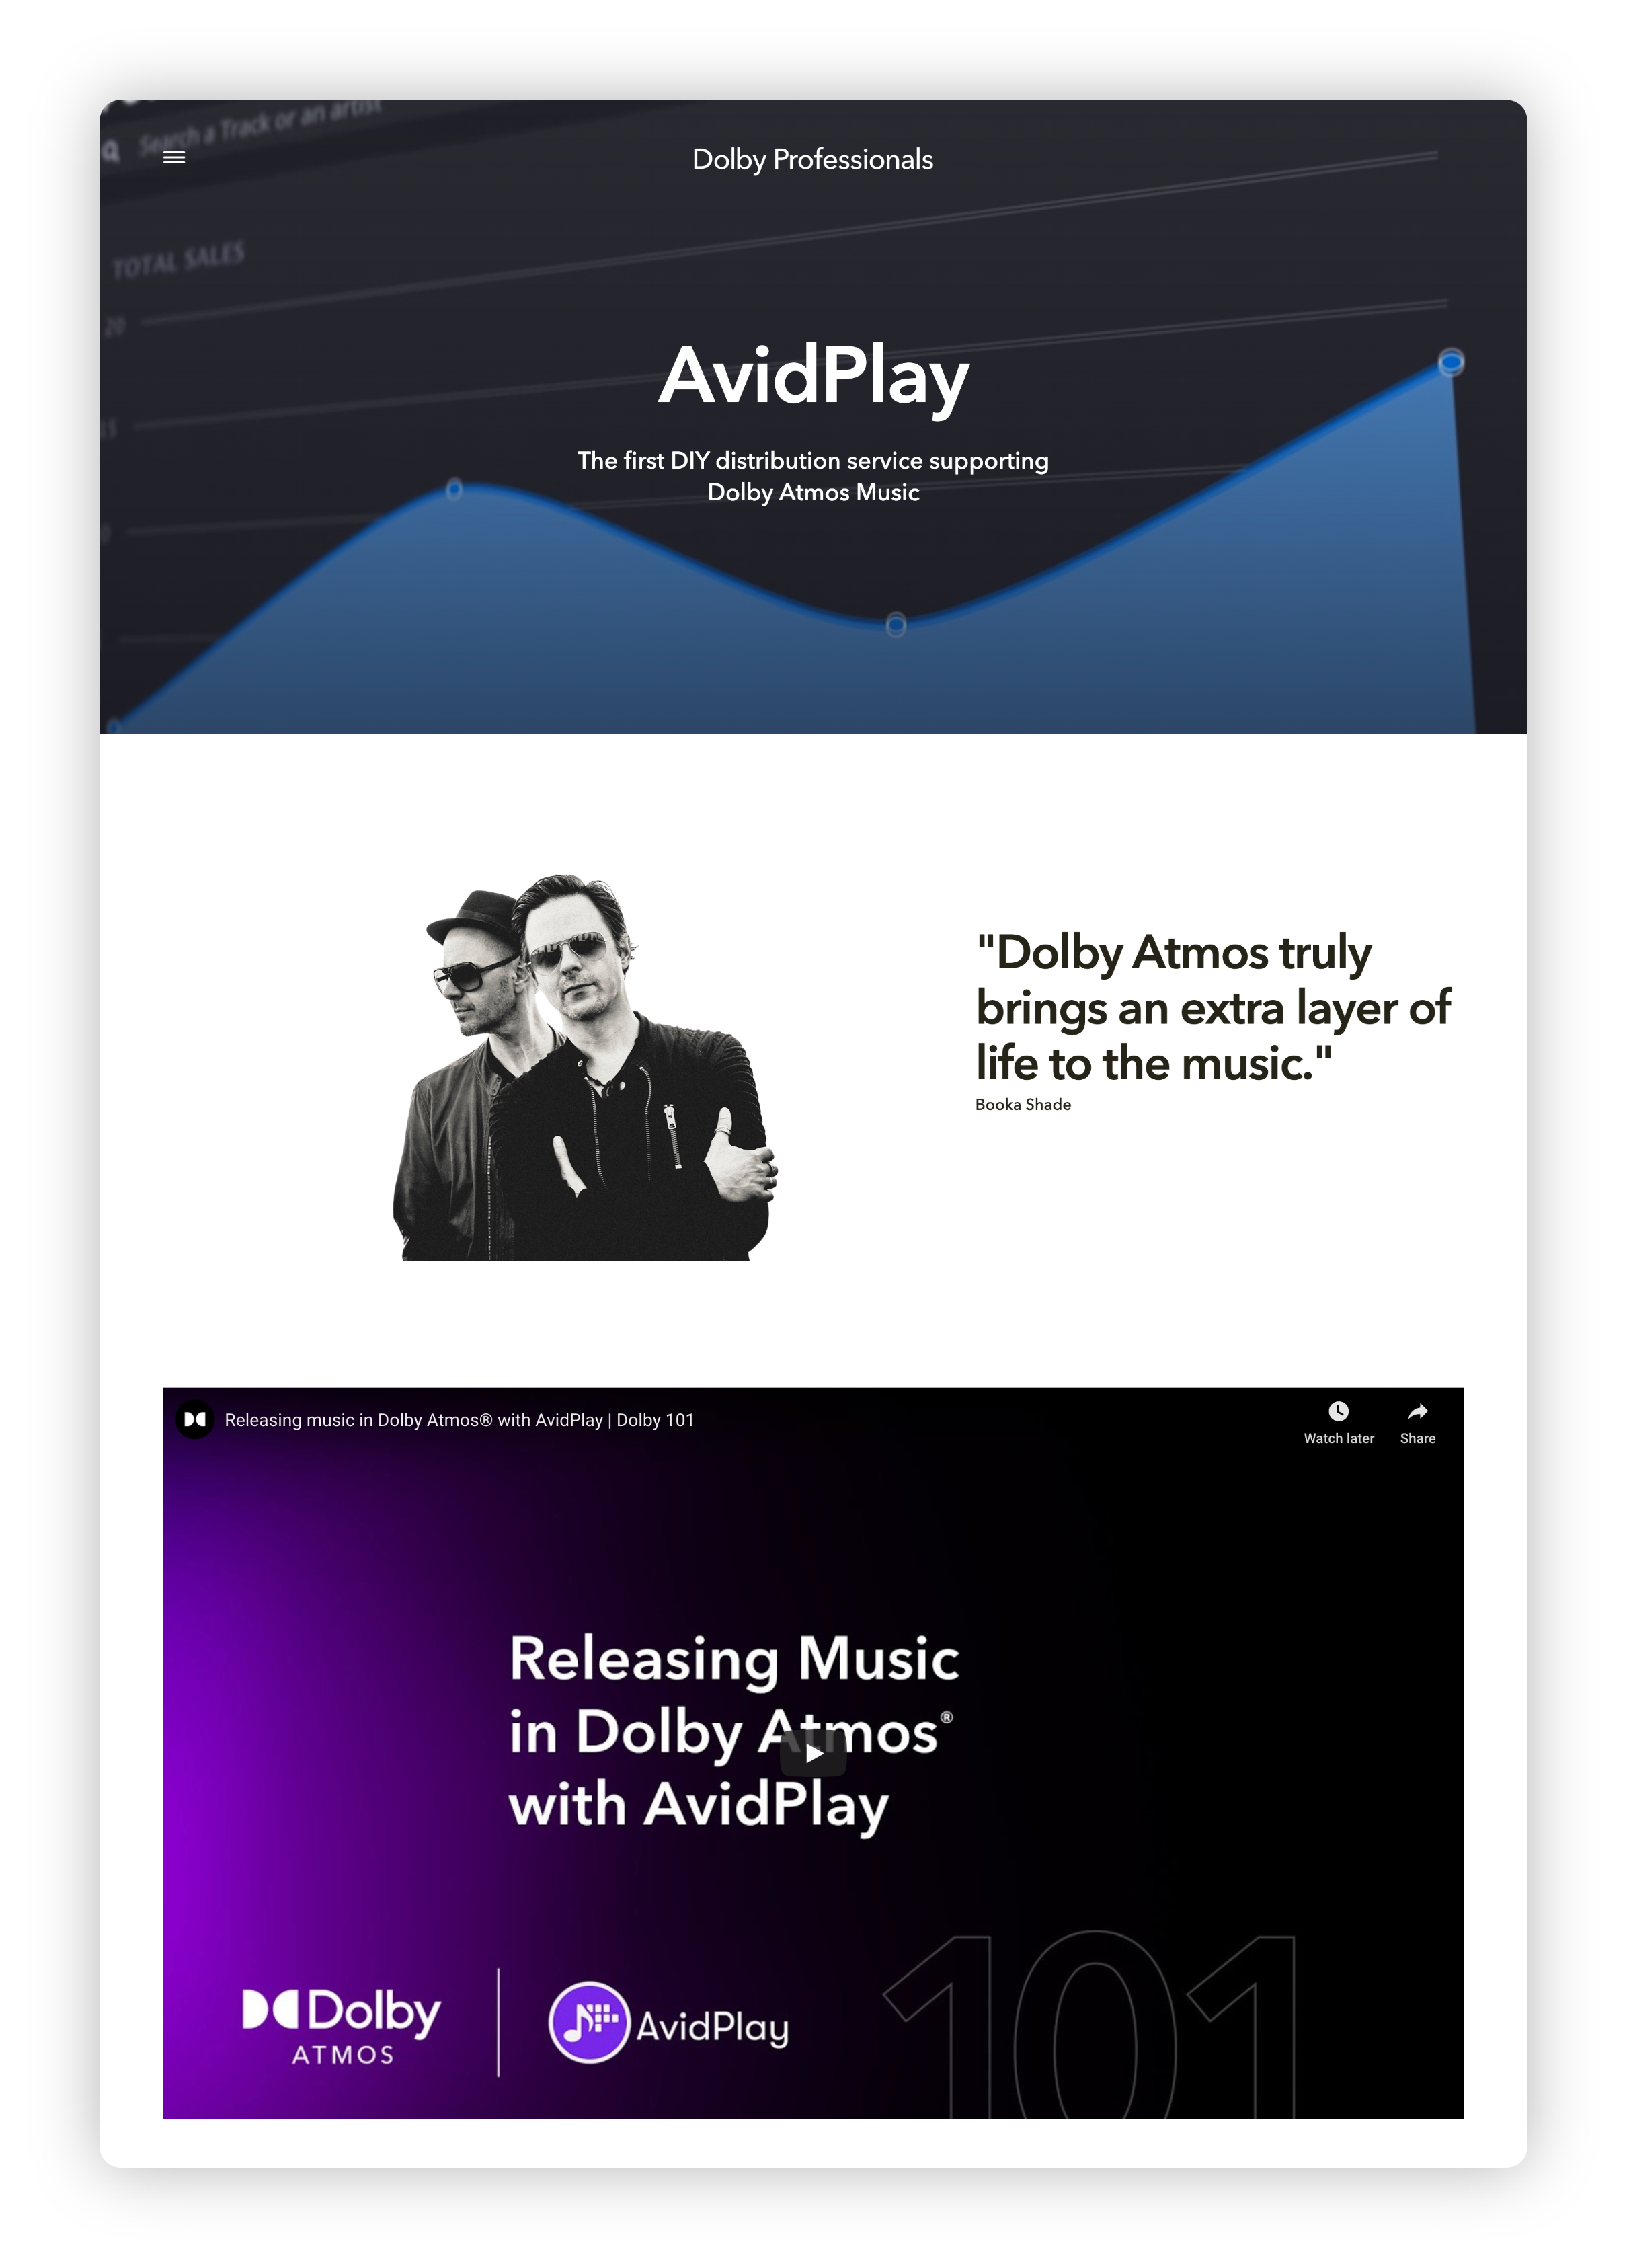 Search a Track or an artist
Dolby Professionals
TOTAL SALES
20
AvidPlay
15
The first DIY distribution service supporting
Dolby Atmos Music
"Dolby Atmos truly
brings an extra layer of
life to the music."
Booka Shade
Releasing music in Dolby Atmos® with AvidPlay | Dolby 101
Watch later
Share
Releasing Music
in Dolby Atmos®
with AvidPlay
101
Dolby
ATMOS
AvidPlay